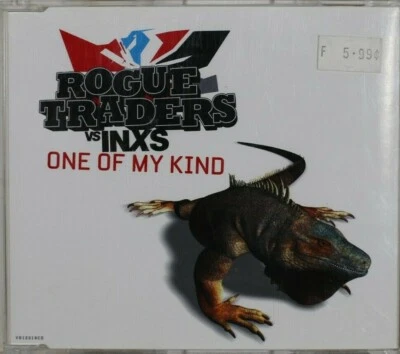 F 5.99¢
ROGUE
TRADERS
VS INXS
ONE OF MY KIND